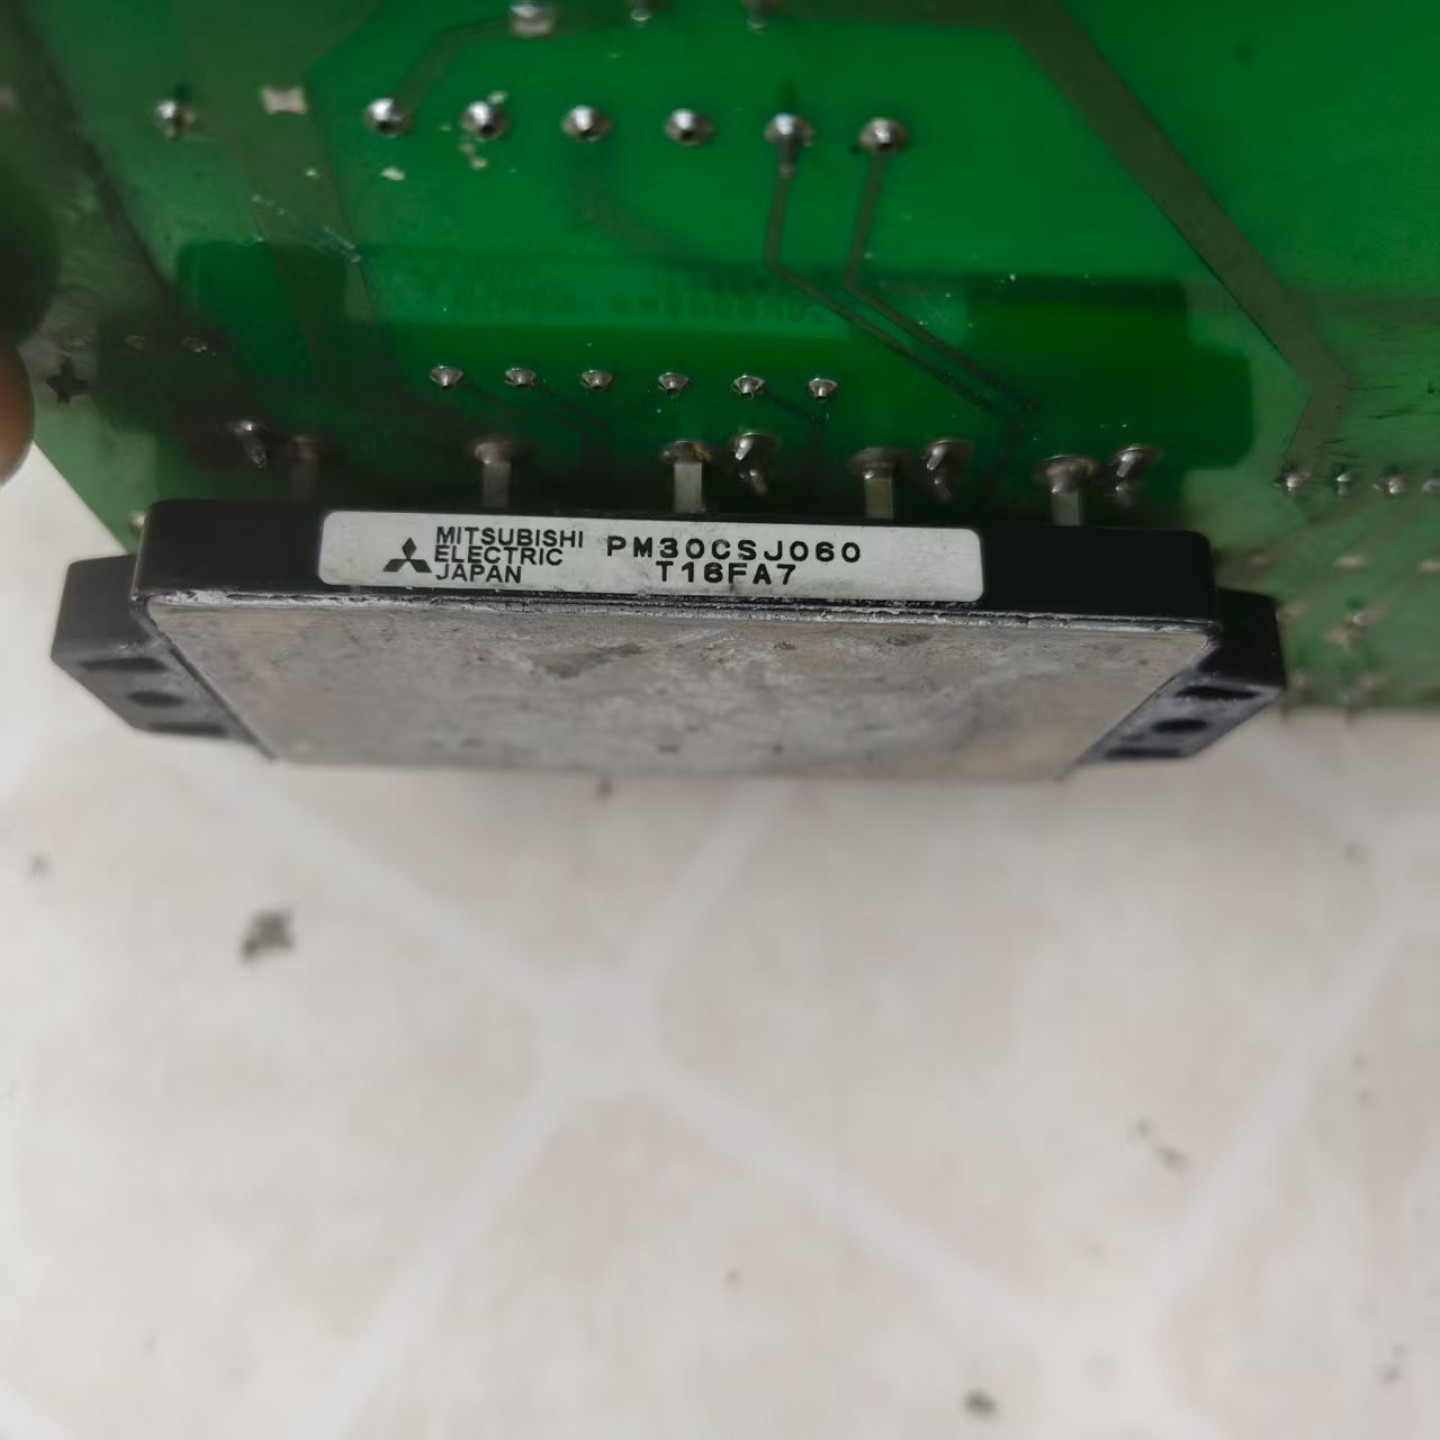 MITSUBISHI
ELECTRIC
JAPAN
PM30CSJ060
T16FA7